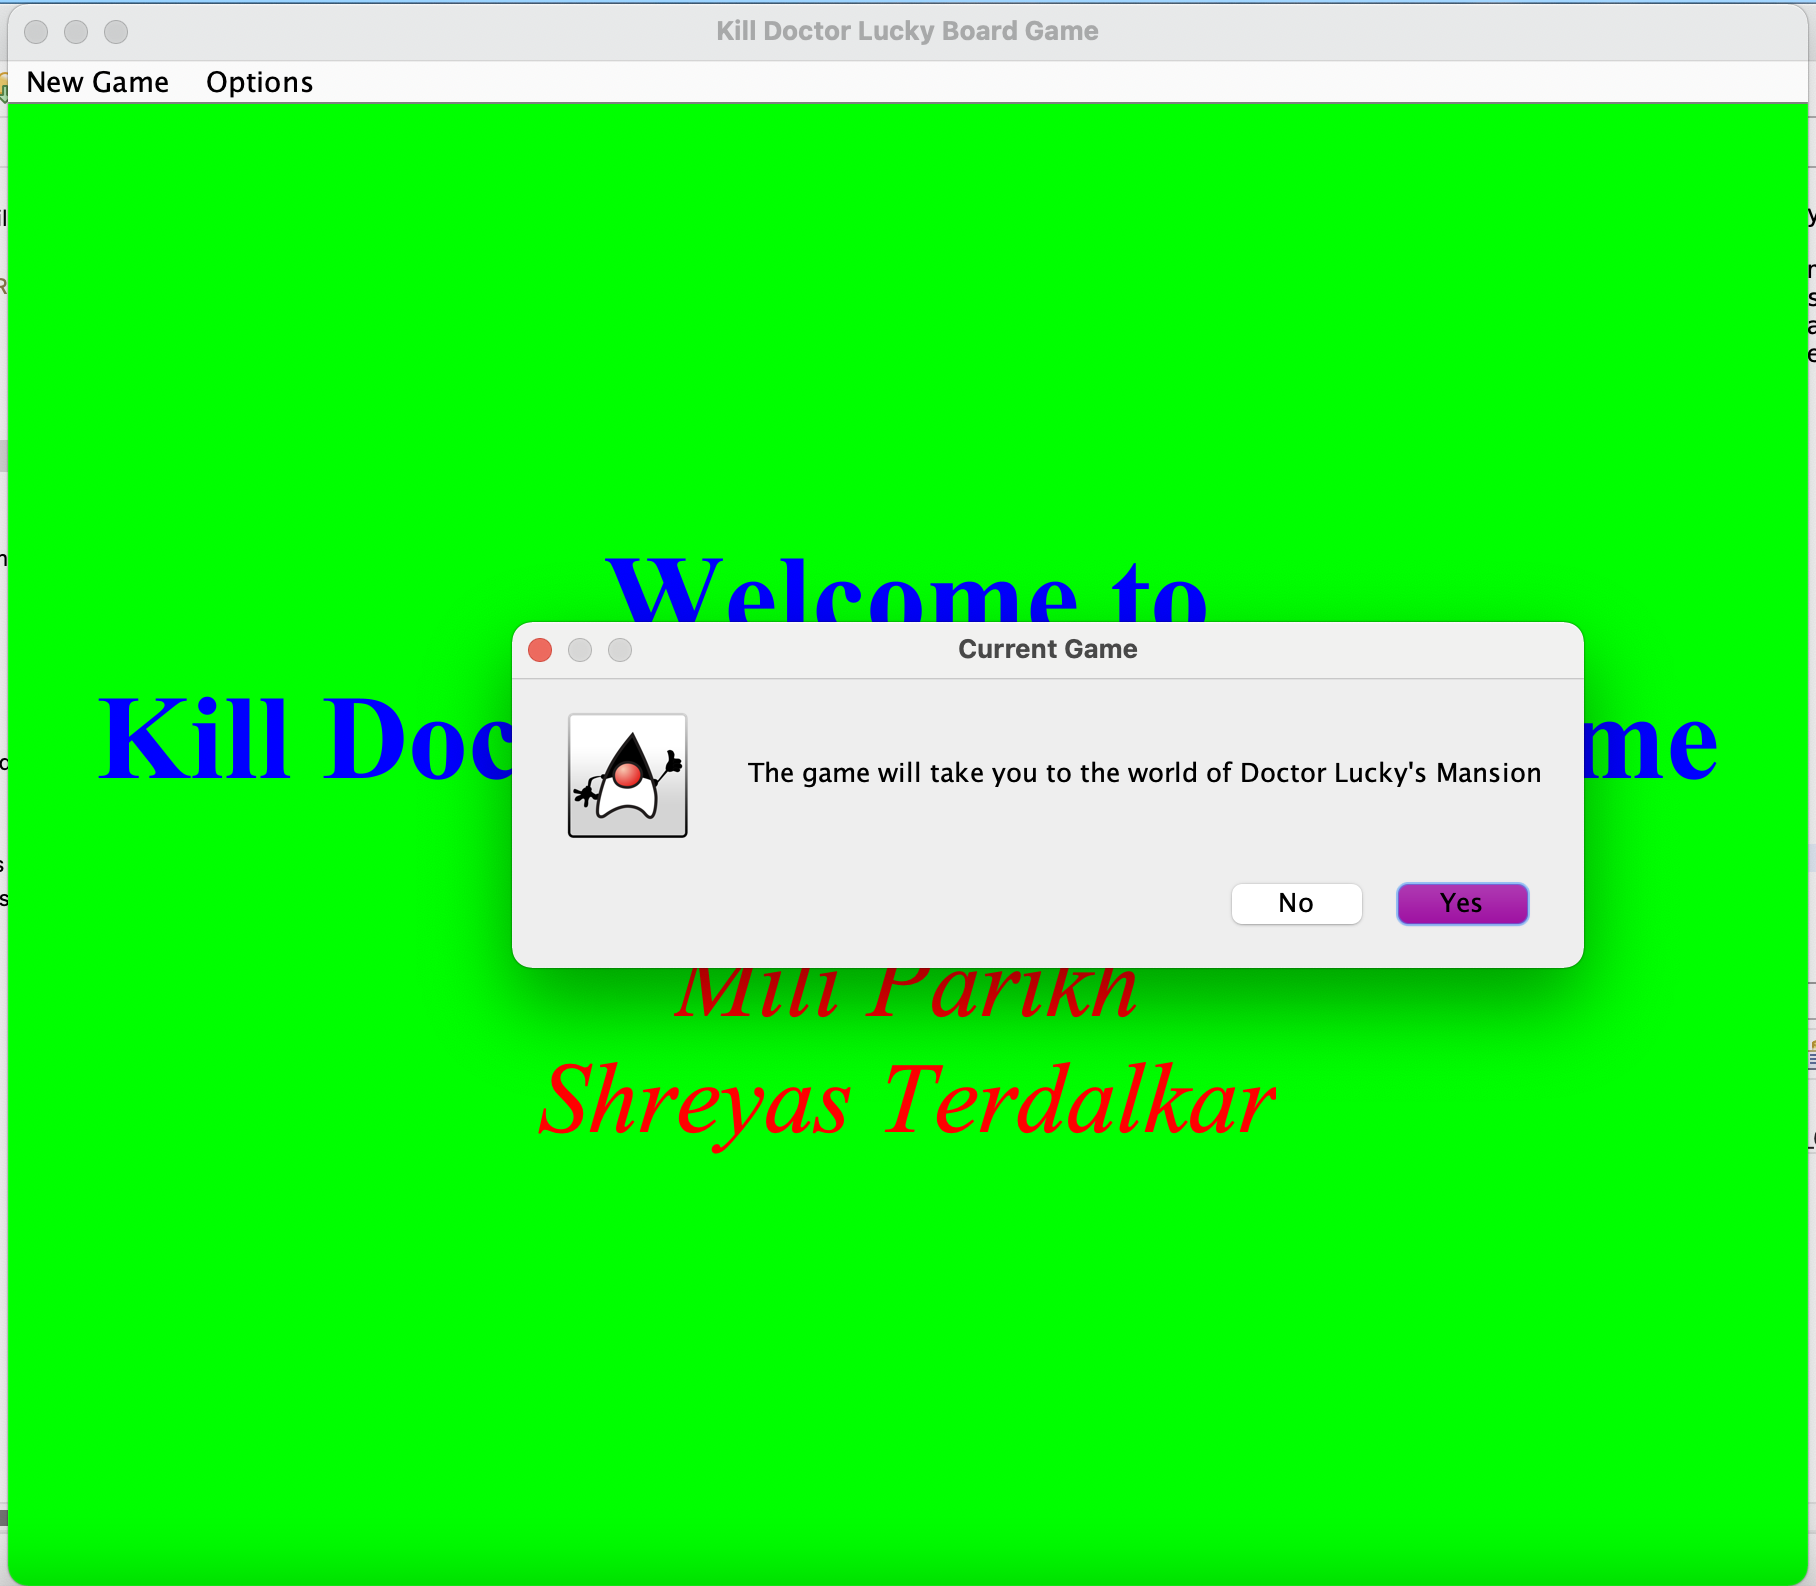 Kill Doctor Lucky Board Game
New Game Options
Welcome to
Kill Doc me
Current Game
The game will take you to the world of Doctor Lucky's Mansion
No Yes
Mili Parikh
Shreyas Terdalkar